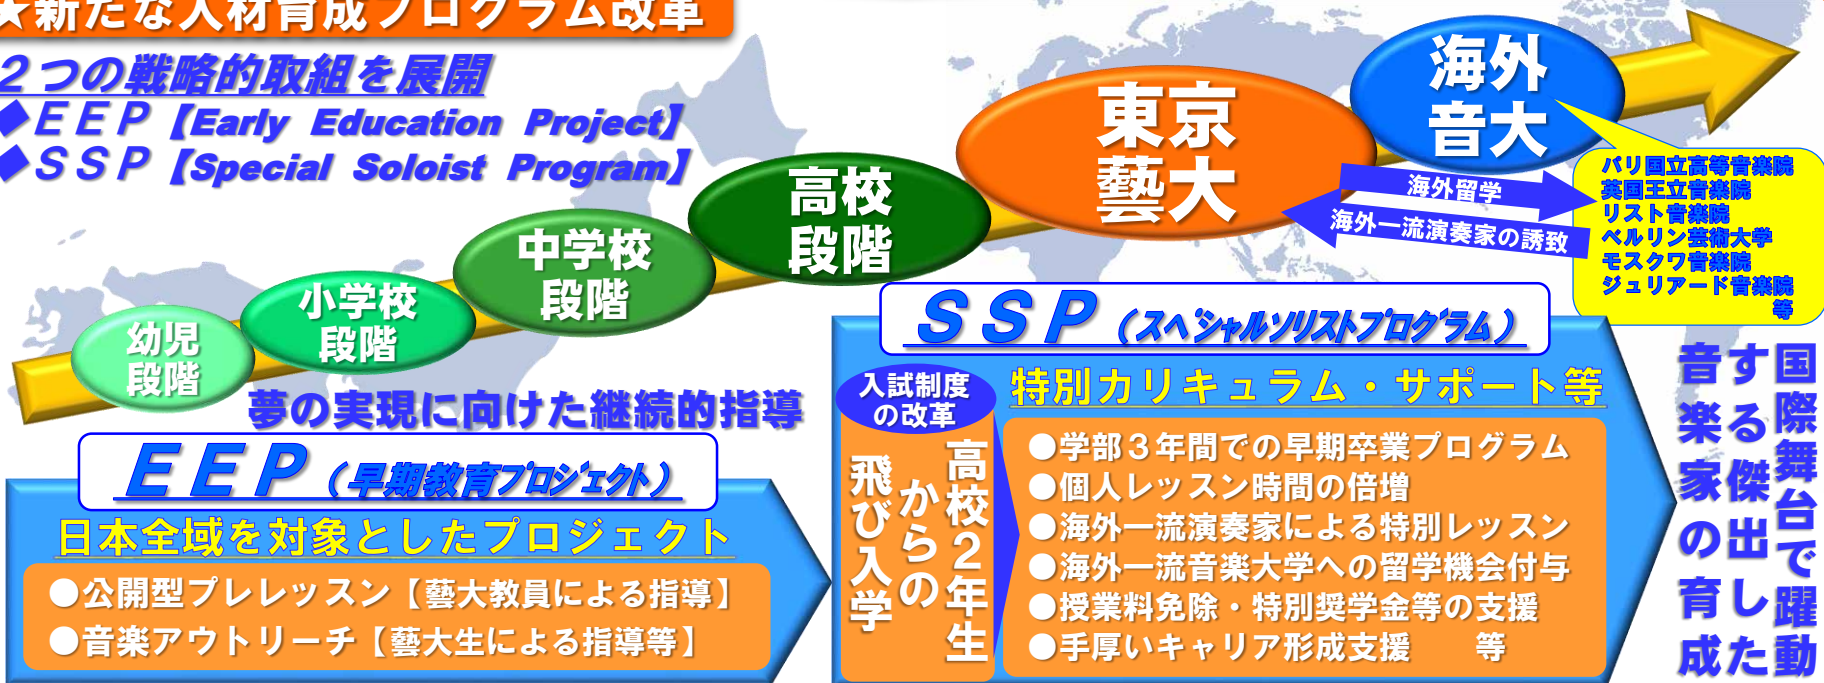 ★新たな人材育成プログラム改革
２つの戦略的取組を展開
◆ＥＥＰ【Early Education Project】
◆ＳＳＰ【Special Soloist Program】
幼児
段階
小学校
段階
中学校
段階
高校
段階
東京
藝大
海外
音大
海外留学
海外一流演奏家の誘致
パリ国立高等音楽院
英国王立音楽院
リスト音楽院
ベルリン芸術大学
モスクワ音楽院
ジュリアード音楽院
等
夢の実現に向けた継続的指導
ＥＥＰ（早期教育プロジェクト）
日本全域を対象としたプロジェクト
●公開型プレレッスン【藝大教員による指導】
●音楽アウトリーチ【藝大生による指導等】
ＳＳＰ（スペシャルソリストプログラム）
入試制度
の改革
高校２年生
からの
飛び入学
特別カリキュラム・サポート等
●学部３年間での早期卒業プログラム
●個人レッスン時間の倍増
●海外一流演奏家による特別レッスン
●海外一流音楽大学への留学機会付与
●授業料免除・特別奨学金等の支援
●手厚いキャリア形成支援　　等
国際舞台で躍動
する傑出した
音楽家の育成